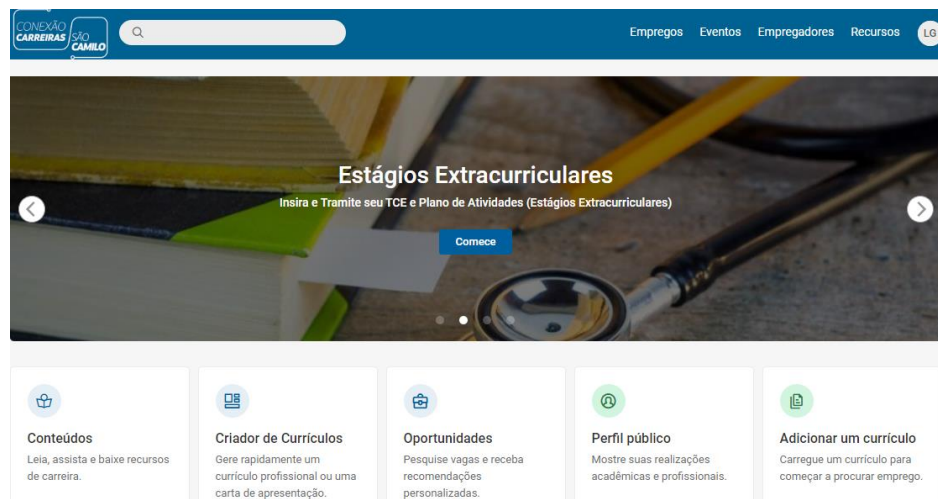 CONEXÃO
CARREIRAS SÃO
CAMILO
Empregos Eventos Empregadores Recursos LG
Estágios Extracurriculares
Insira e Tramite seu TCE e Plano de Atividades (Estágios Extracurriculares)
Comece
Conteúdos
Leia, assista e baixe recursos
de carreira.
Criador de Currículos
Gere rapidamente um
currículo profissional ou uma
carta de apresentação.
Oportunidades
Pesquise vagas e receba
recomendações
personalizadas.
Perfil público
Mostre suas realizações
acadêmicas e profissionais.
Adicionar um currículo
Carregue um currículo para
começar a procurar emprego.